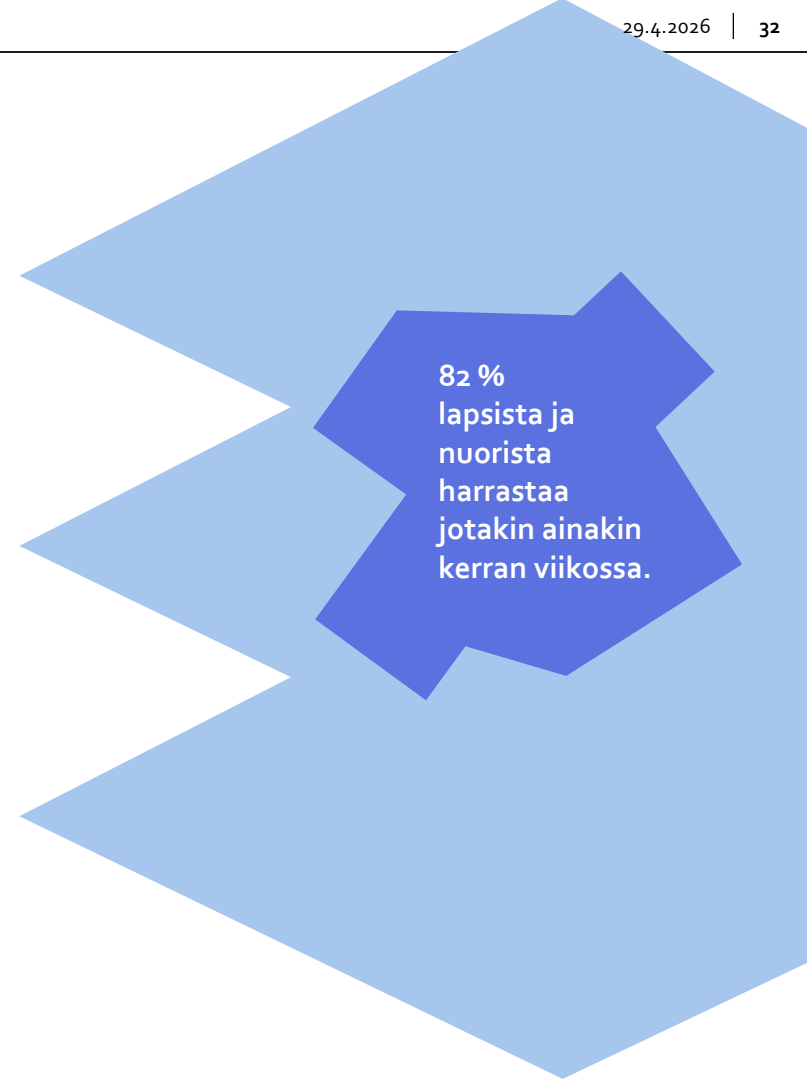 29.4.2026 32
82 %
lapsista ja
nuorista
harrastaa
jotakin ainakin
kerran viikossa.